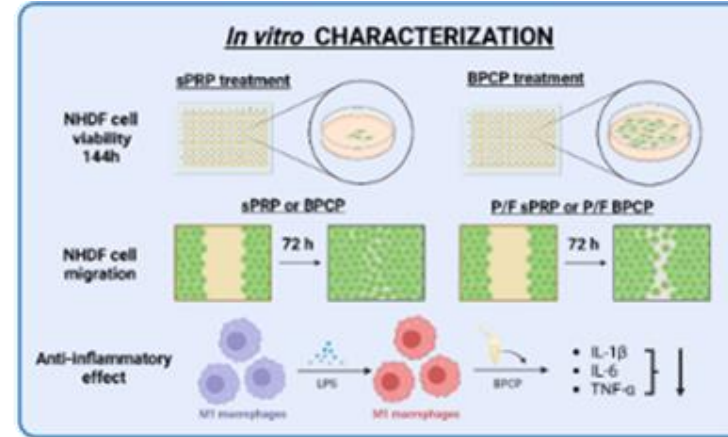 In vitro CHARACTERIZATION
sPRP treatment
BPCP treatment
NHDF cell
viability
144h
sPRP or BPCP
P/F sPRP or P/F BPCP
NHDF cell
migration
72 h
72 h
Anti-inflammatory
effect
LPS
BPCP
• IL-1β
• IL-6
• TNF-α
M1 macrophages
M1 macrophages